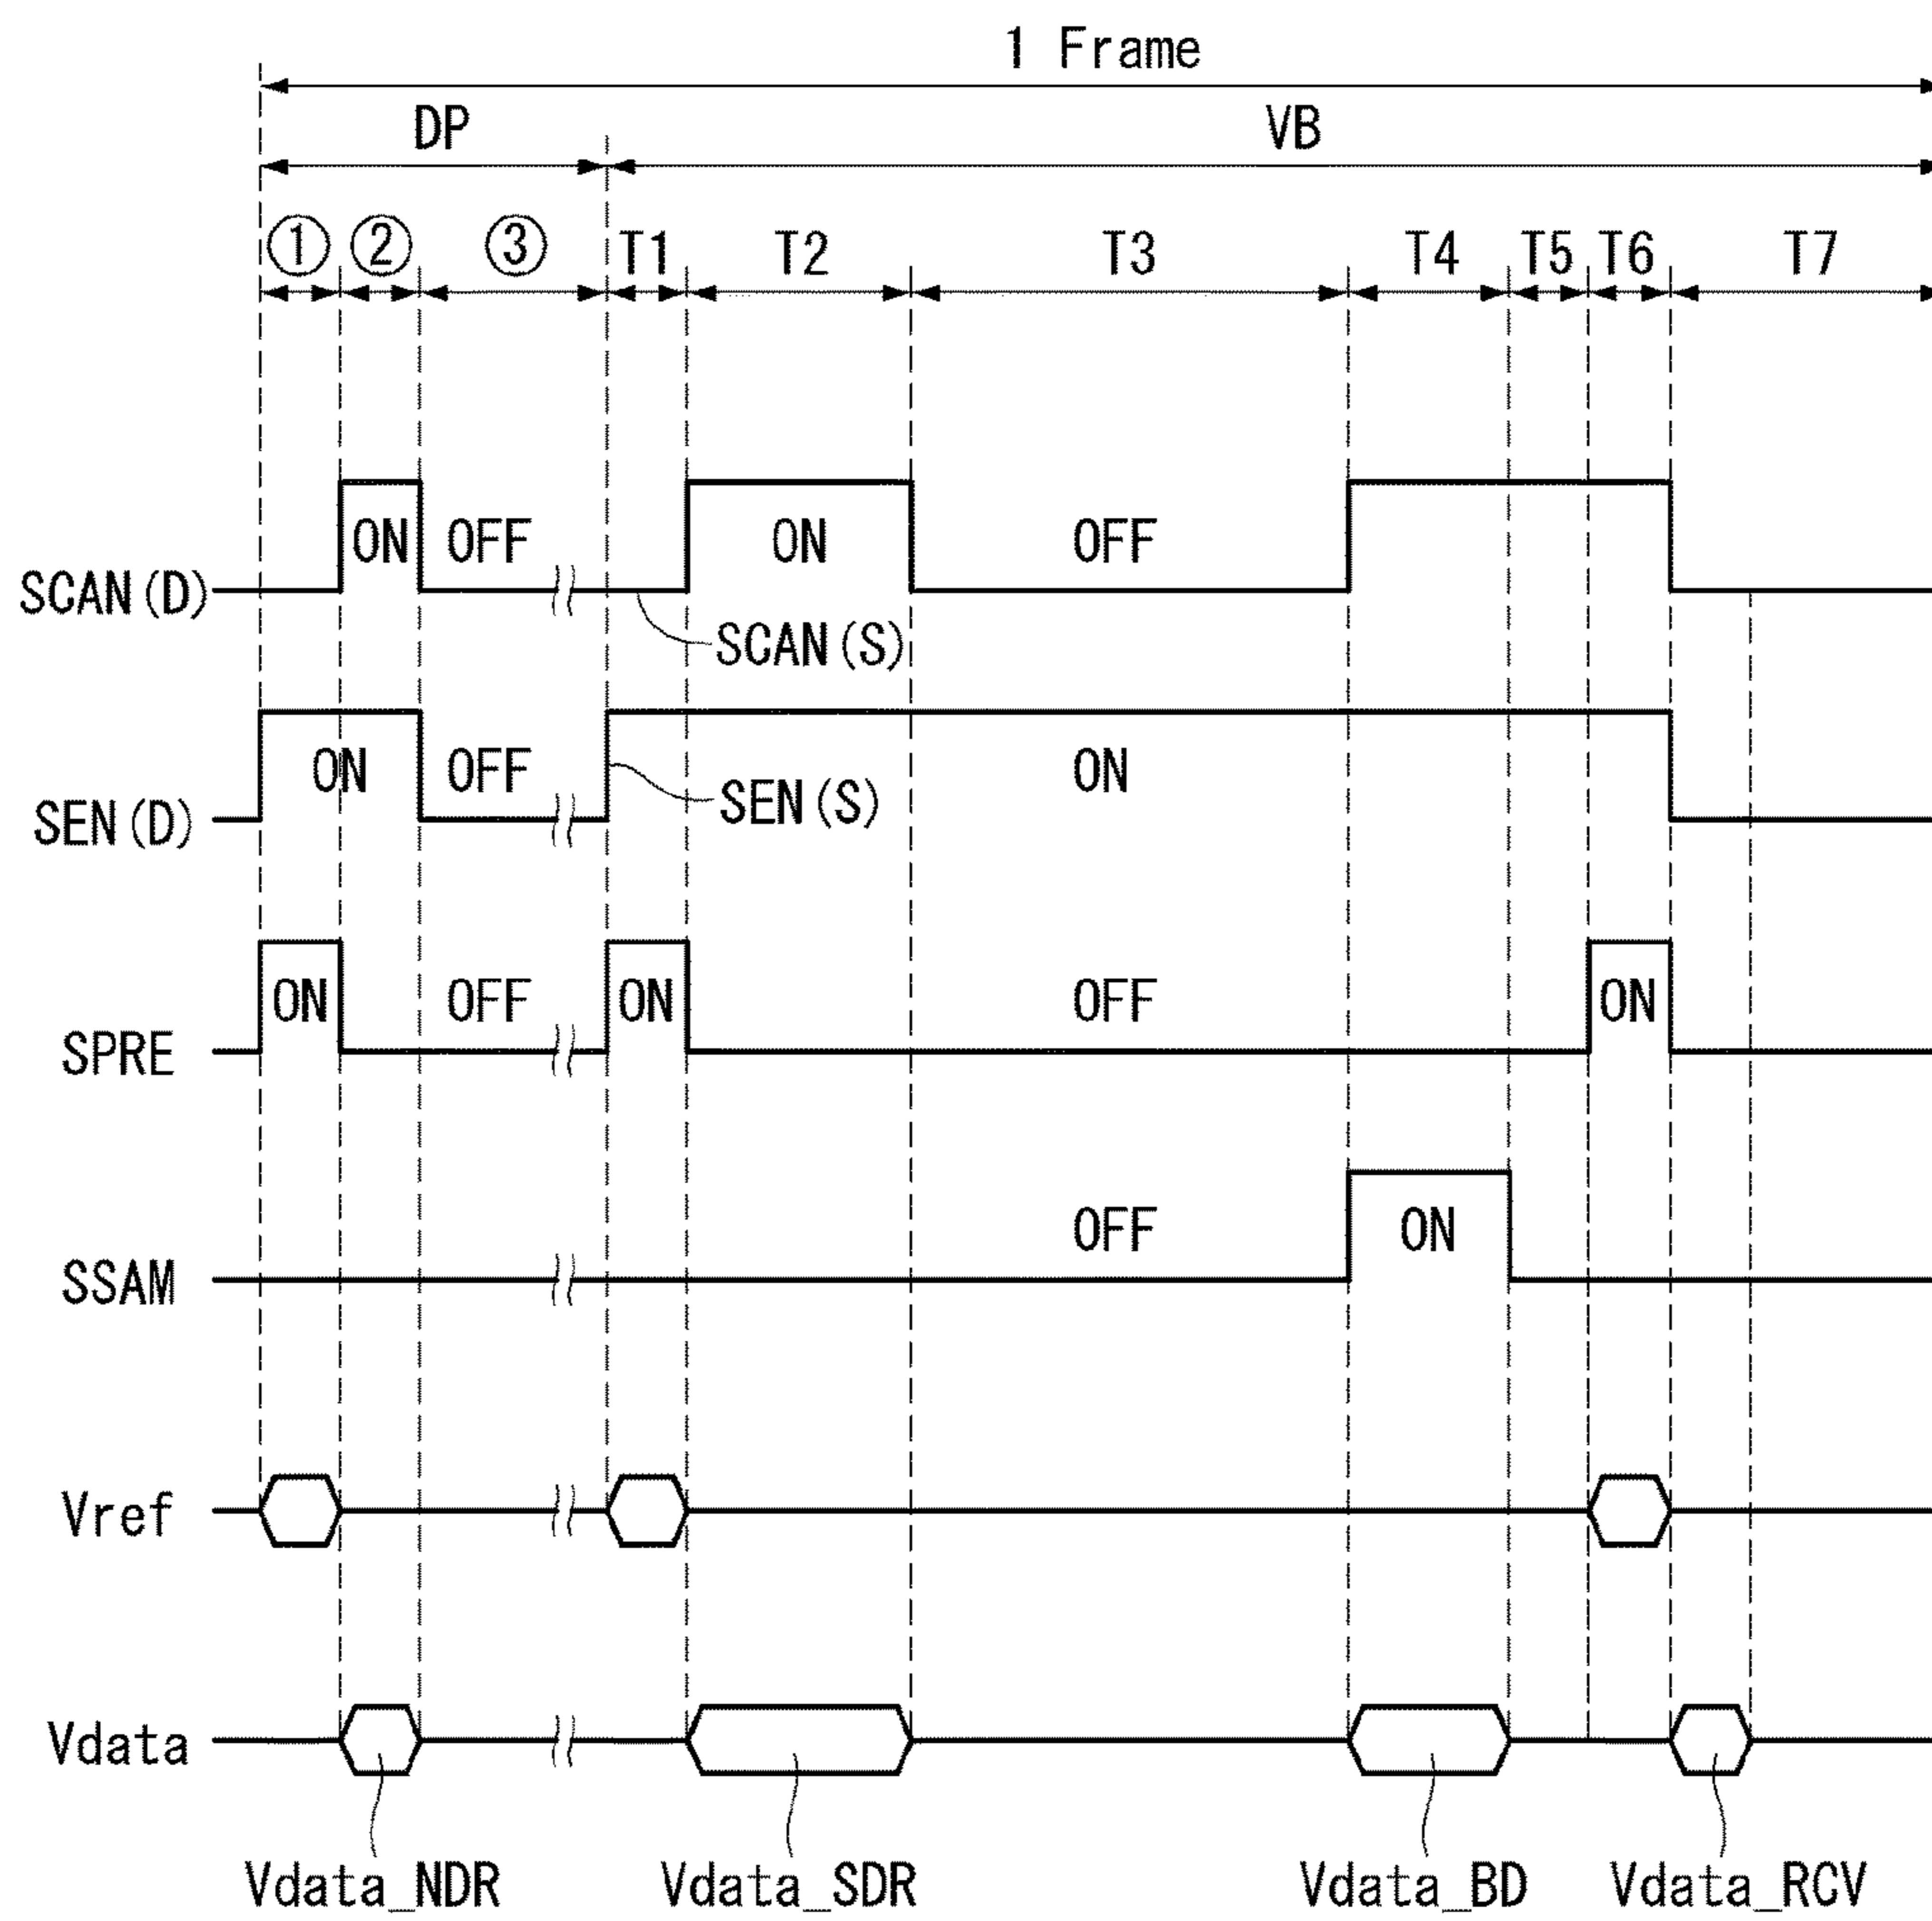 1 Frame
DP VB
① ② ③ T1 T2 T3 T4 T5 T6 T7
ON OFF ON OFF
SCAN(D)
SCAN(S)
ON OFF ON
SEN(S)
SEN(D)
ON OFF ON OFF ON
SPRE
OFF ON
SSAM
Vref
Vdata
Vdata_NDR Vdata_SDR Vdata_BD Vdata_RCV